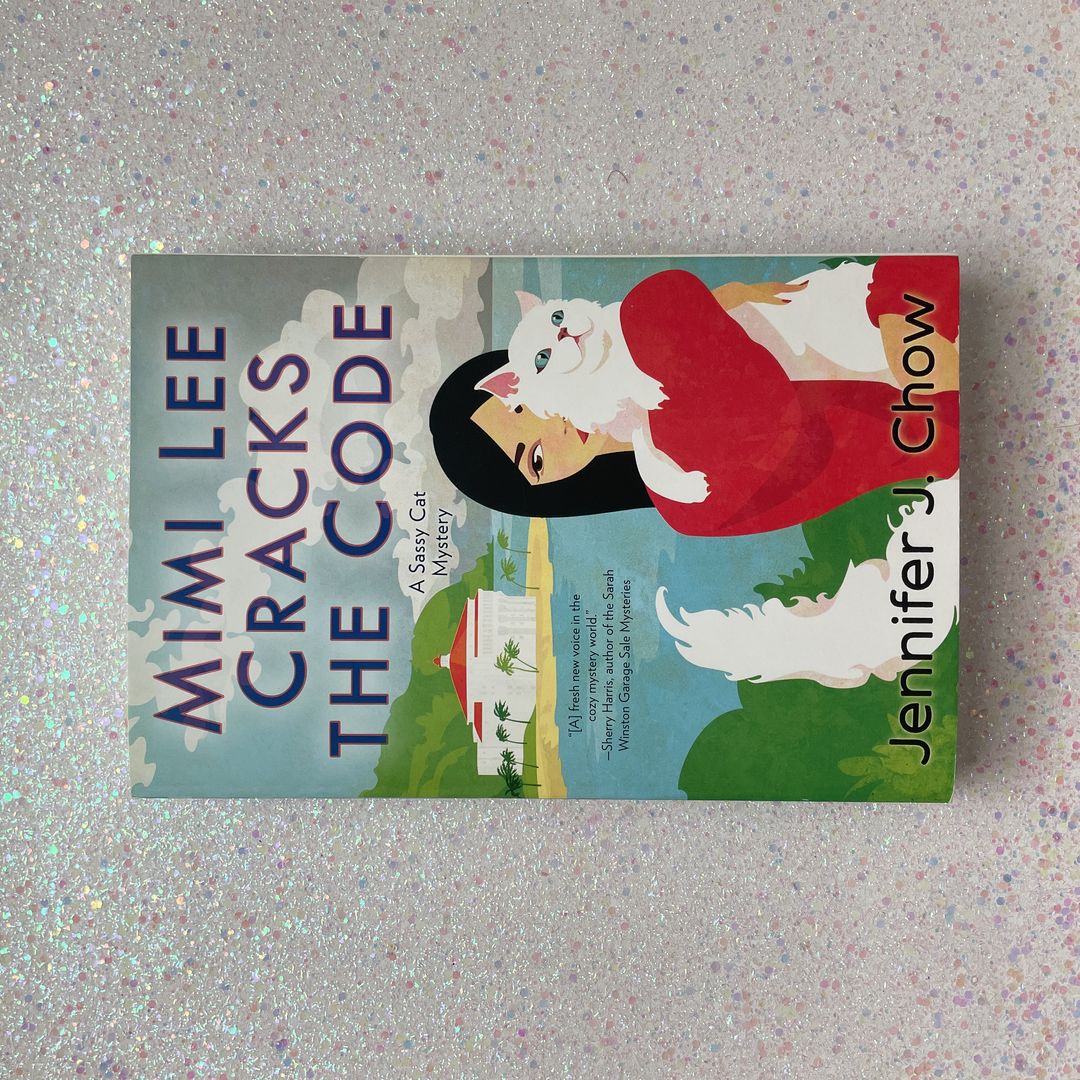 MIMI LEE
CRACKS
THE CODE
A Sassy Cat
Mystery
“[A] fresh new voice in the
cozy mystery world.”
—Sherry Harris, author of the Sarah
Winston Garage Sale Mysteries
Jennifer J. Chow